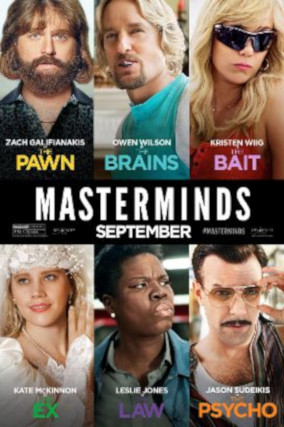 ZACH GALIFIANAKIS
OWEN WILSON
KRISTEN WIIG
THE
PAWN
THE
BRAINS
THE
BAIT
MASTERMINDS
SEPTEMBER
#MASTERMINDS
KATE McKINNON
LESLIE JONES
JASON SUDEIKIS
THE
EX
THE
LAW
THE
PSYCHO